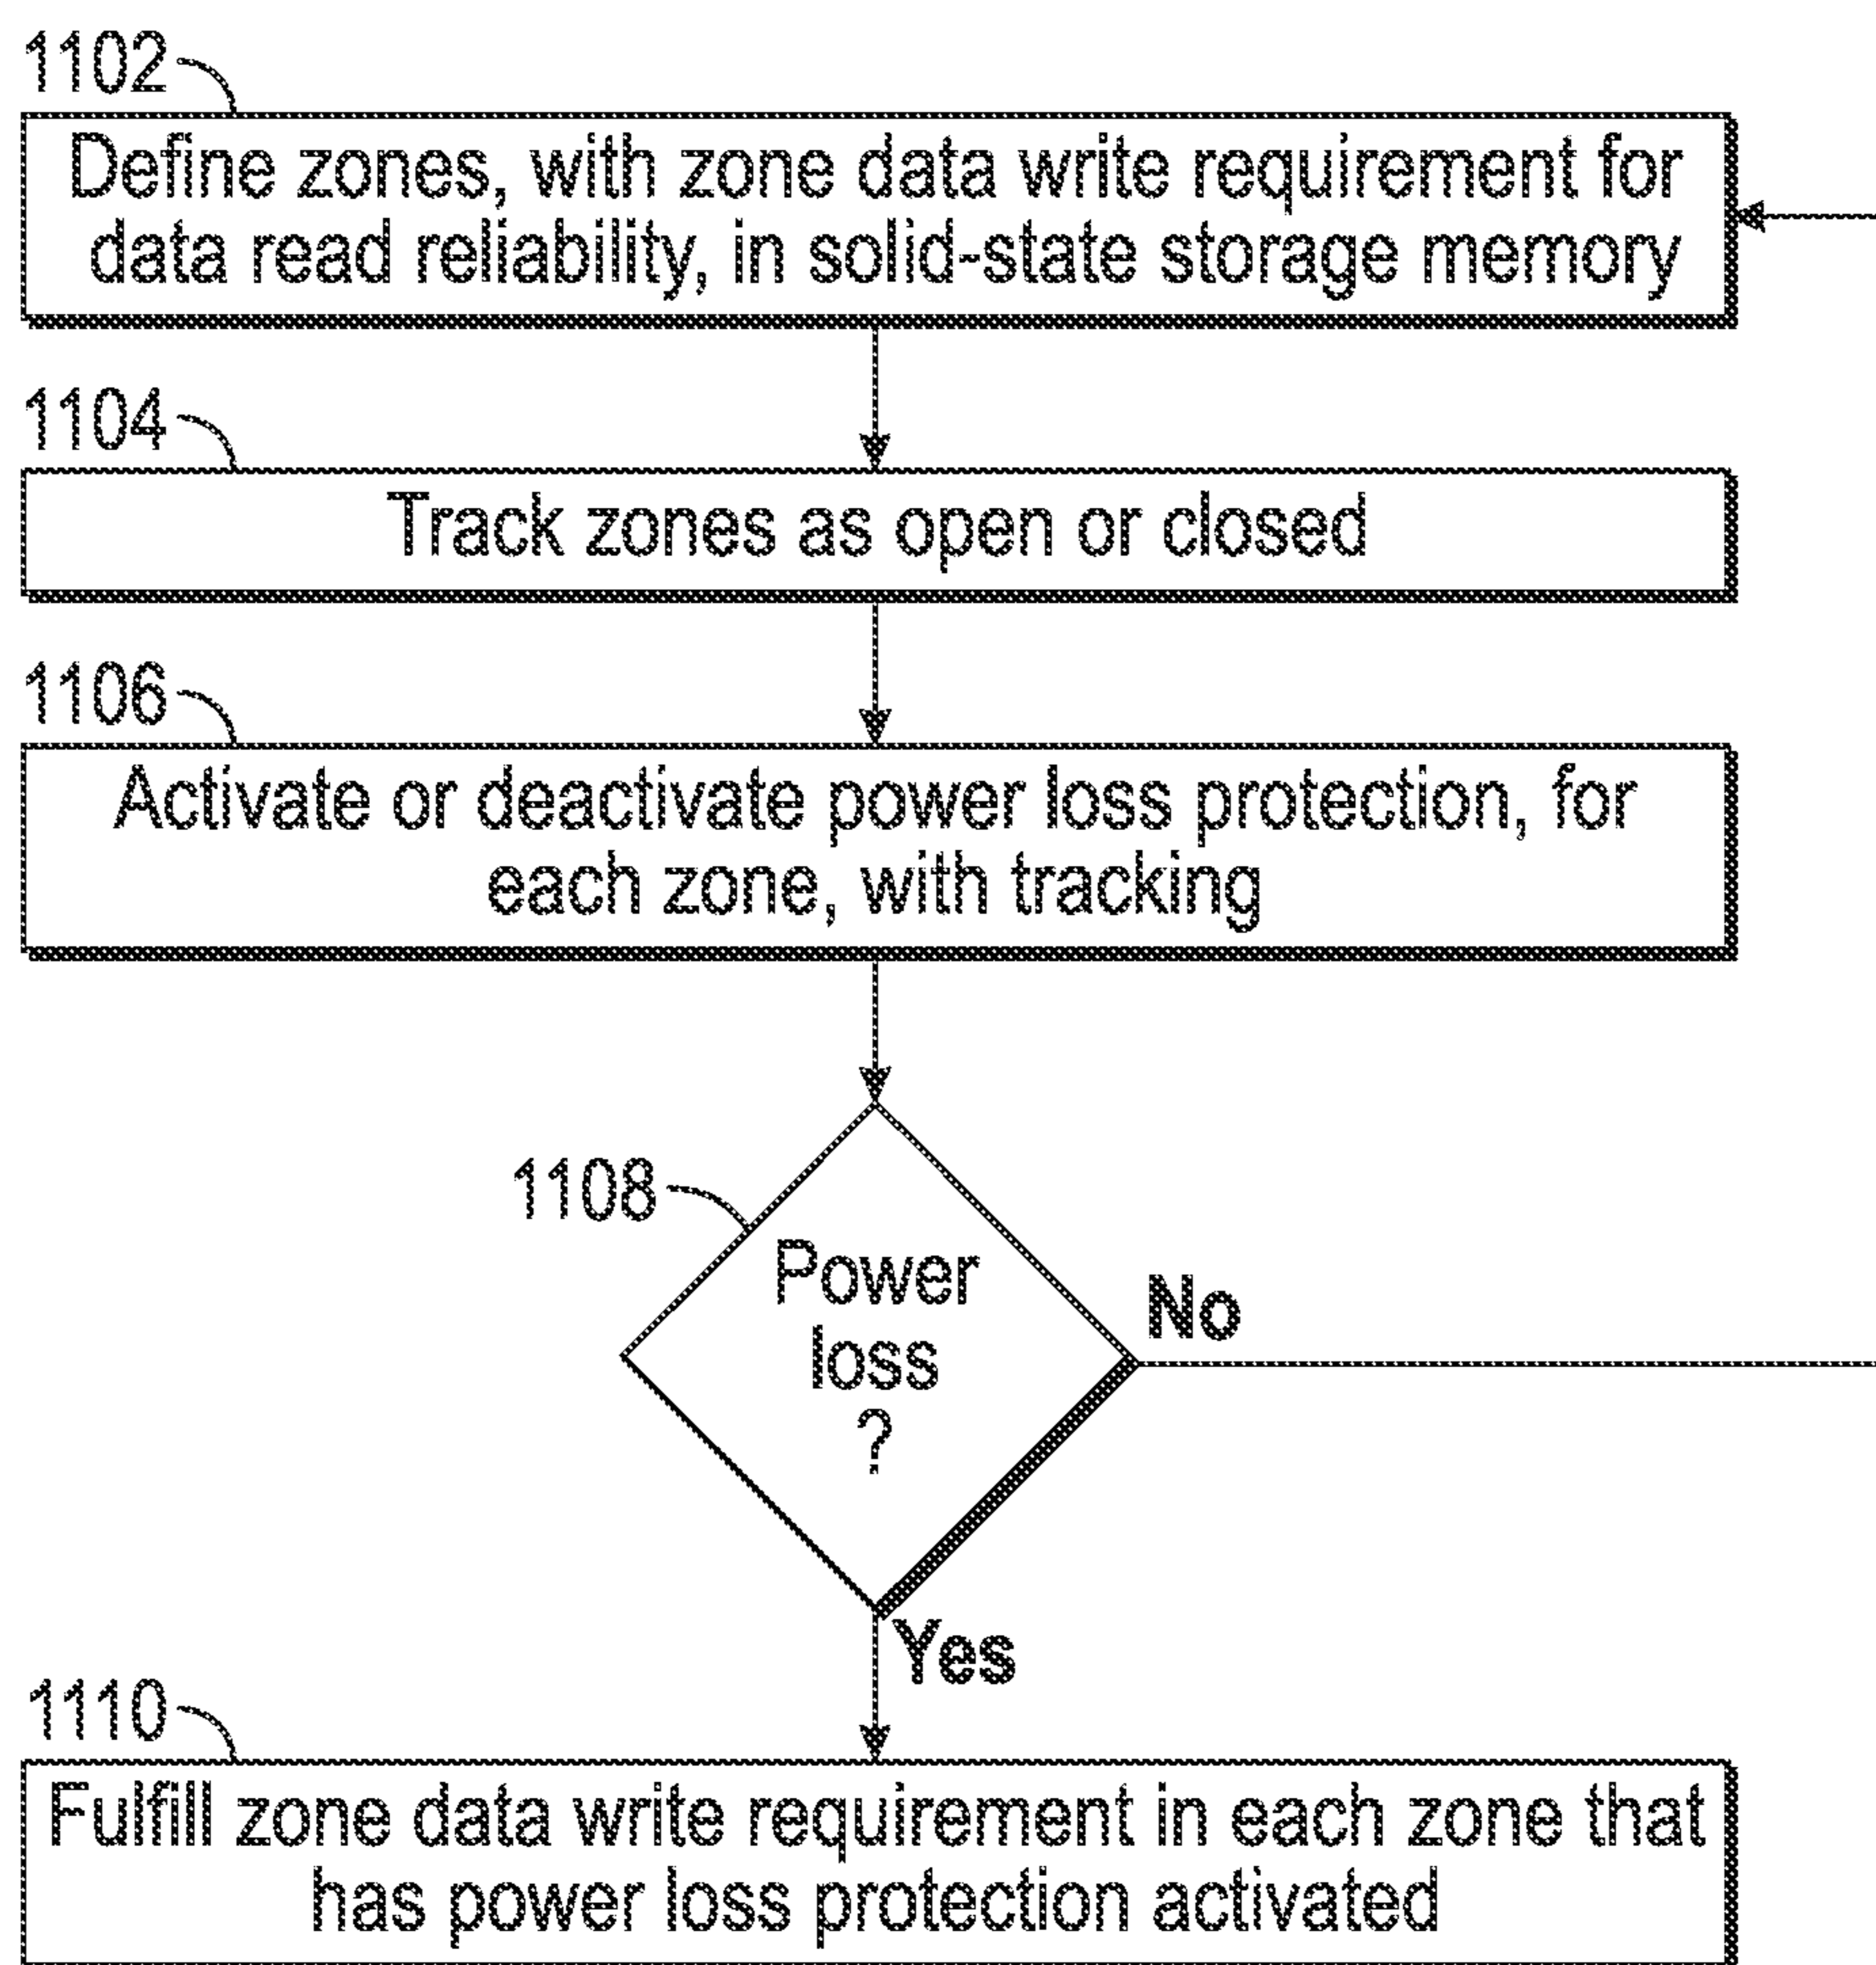 1102
Define zones, with zone data write requirement for
data read reliability, in solid-state storage memory
1104
Track zones as open or closed
1106
Activate or deactivate power loss protection, for
each zone, with tracking
1108
Power
loss
?
No
Yes
1110
Fulfill zone data write requirement in each zone that
has power loss protection activated